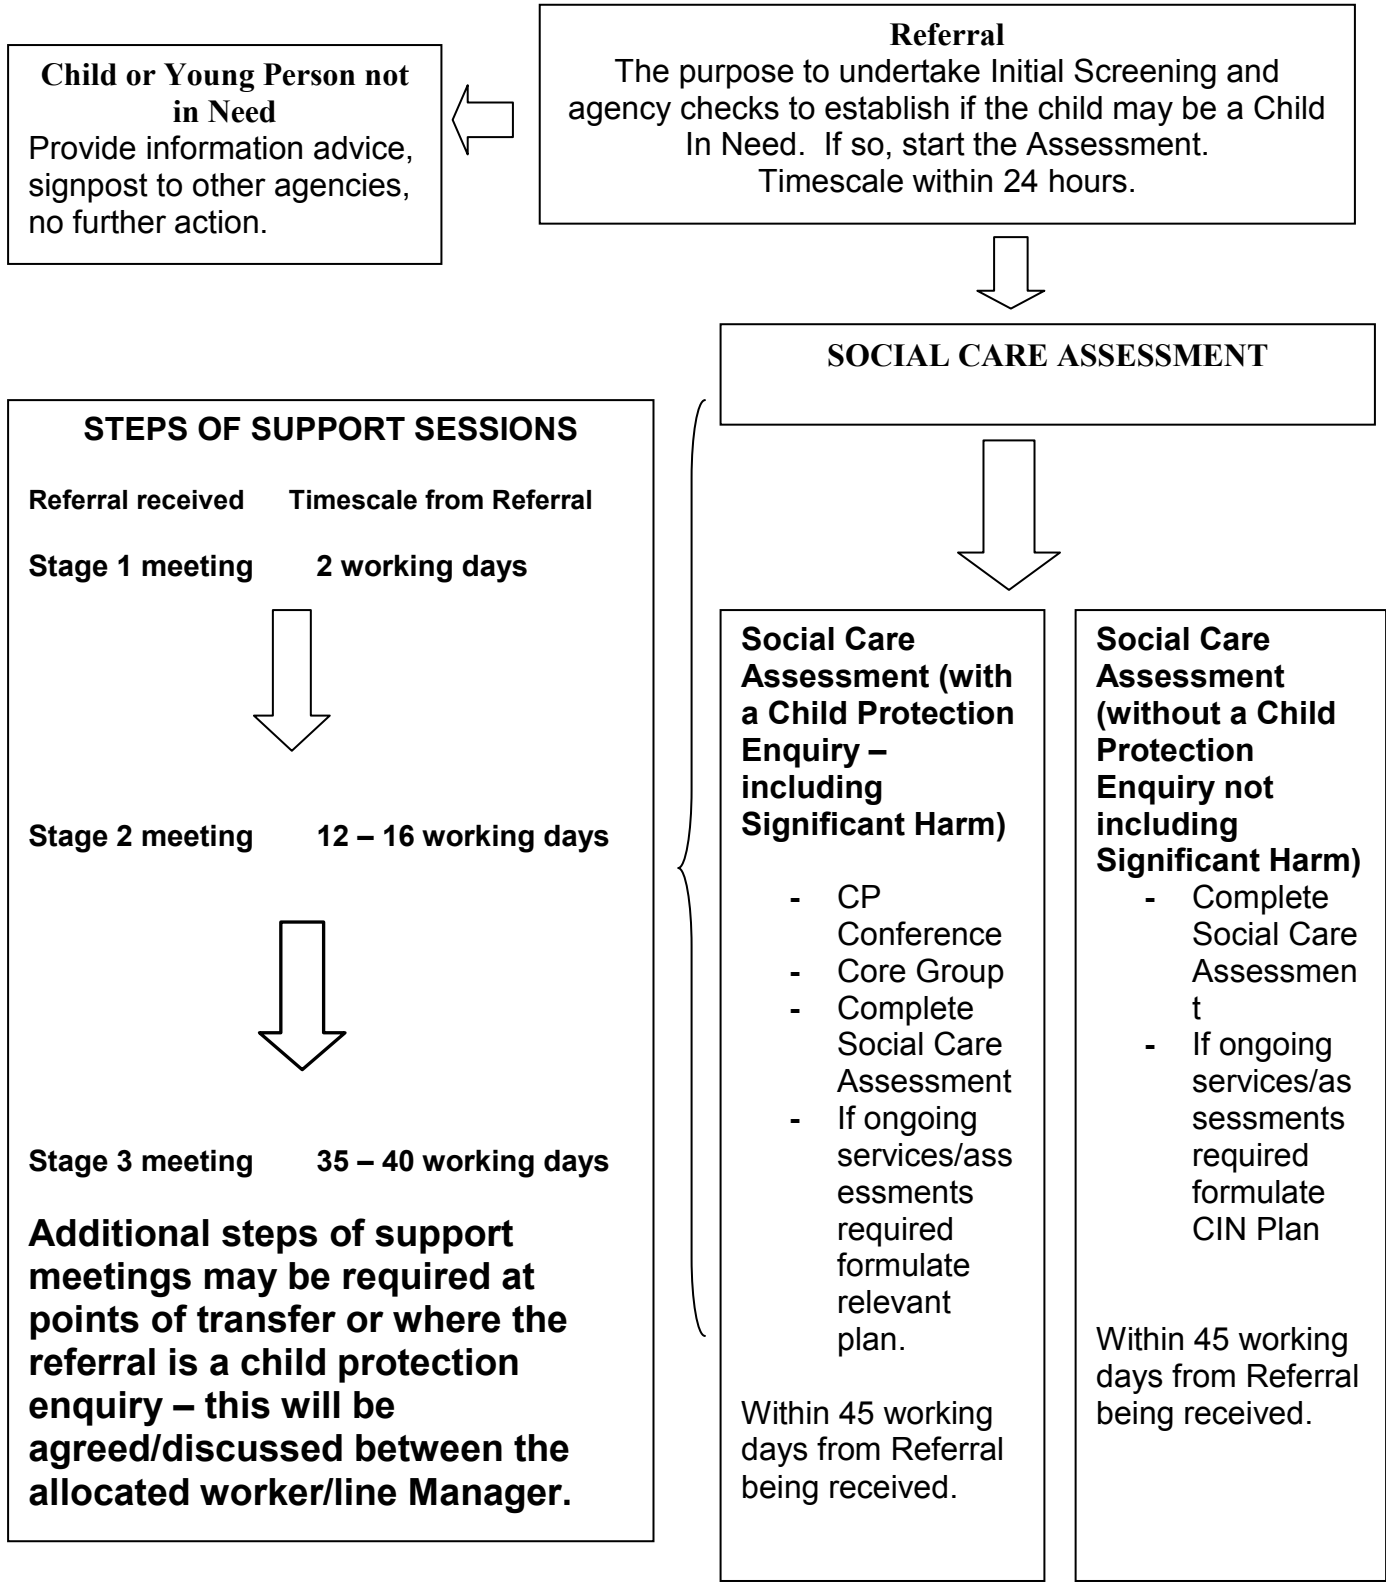 Referral
The purpose to undertake Initial Screening and
agency checks to establish if the child may be a Child
In Need.  If so, start the Assessment.
Timescale within 24 hours.
Child or Young Person not
in Need
Provide information advice,
signpost to other agencies,
no further action.
SOCIAL CARE ASSESSMENT
STEPS OF SUPPORT SESSIONS
Referral received Timescale from Referral
Stage 1 meeting 2 working days
Stage 2 meeting 12 – 16 working days
Stage 3 meeting 35 – 40 working days
Additional steps of support
meetings may be required at
points of transfer or where the
referral is a child protection
enquiry – this will be
agreed/discussed between the
allocated worker/line Manager.
Social Care
Assessment (with
a Child Protection
Enquiry –
including
Significant Harm)
- CP
Conference
- Core Group
- Complete
Social Care
Assessment
- If ongoing
services/ass
essments
required
formulate
relevant
plan.
Within 45 working
days from Referral
being received.
Social Care
Assessment
(without a Child
Protection
Enquiry not
including
Significant Harm)
- Complete
Social Care
Assessmen
t
- If ongoing
services/as
sessments
required
formulate
CIN Plan
Within 45 working
days from Referral
being received.